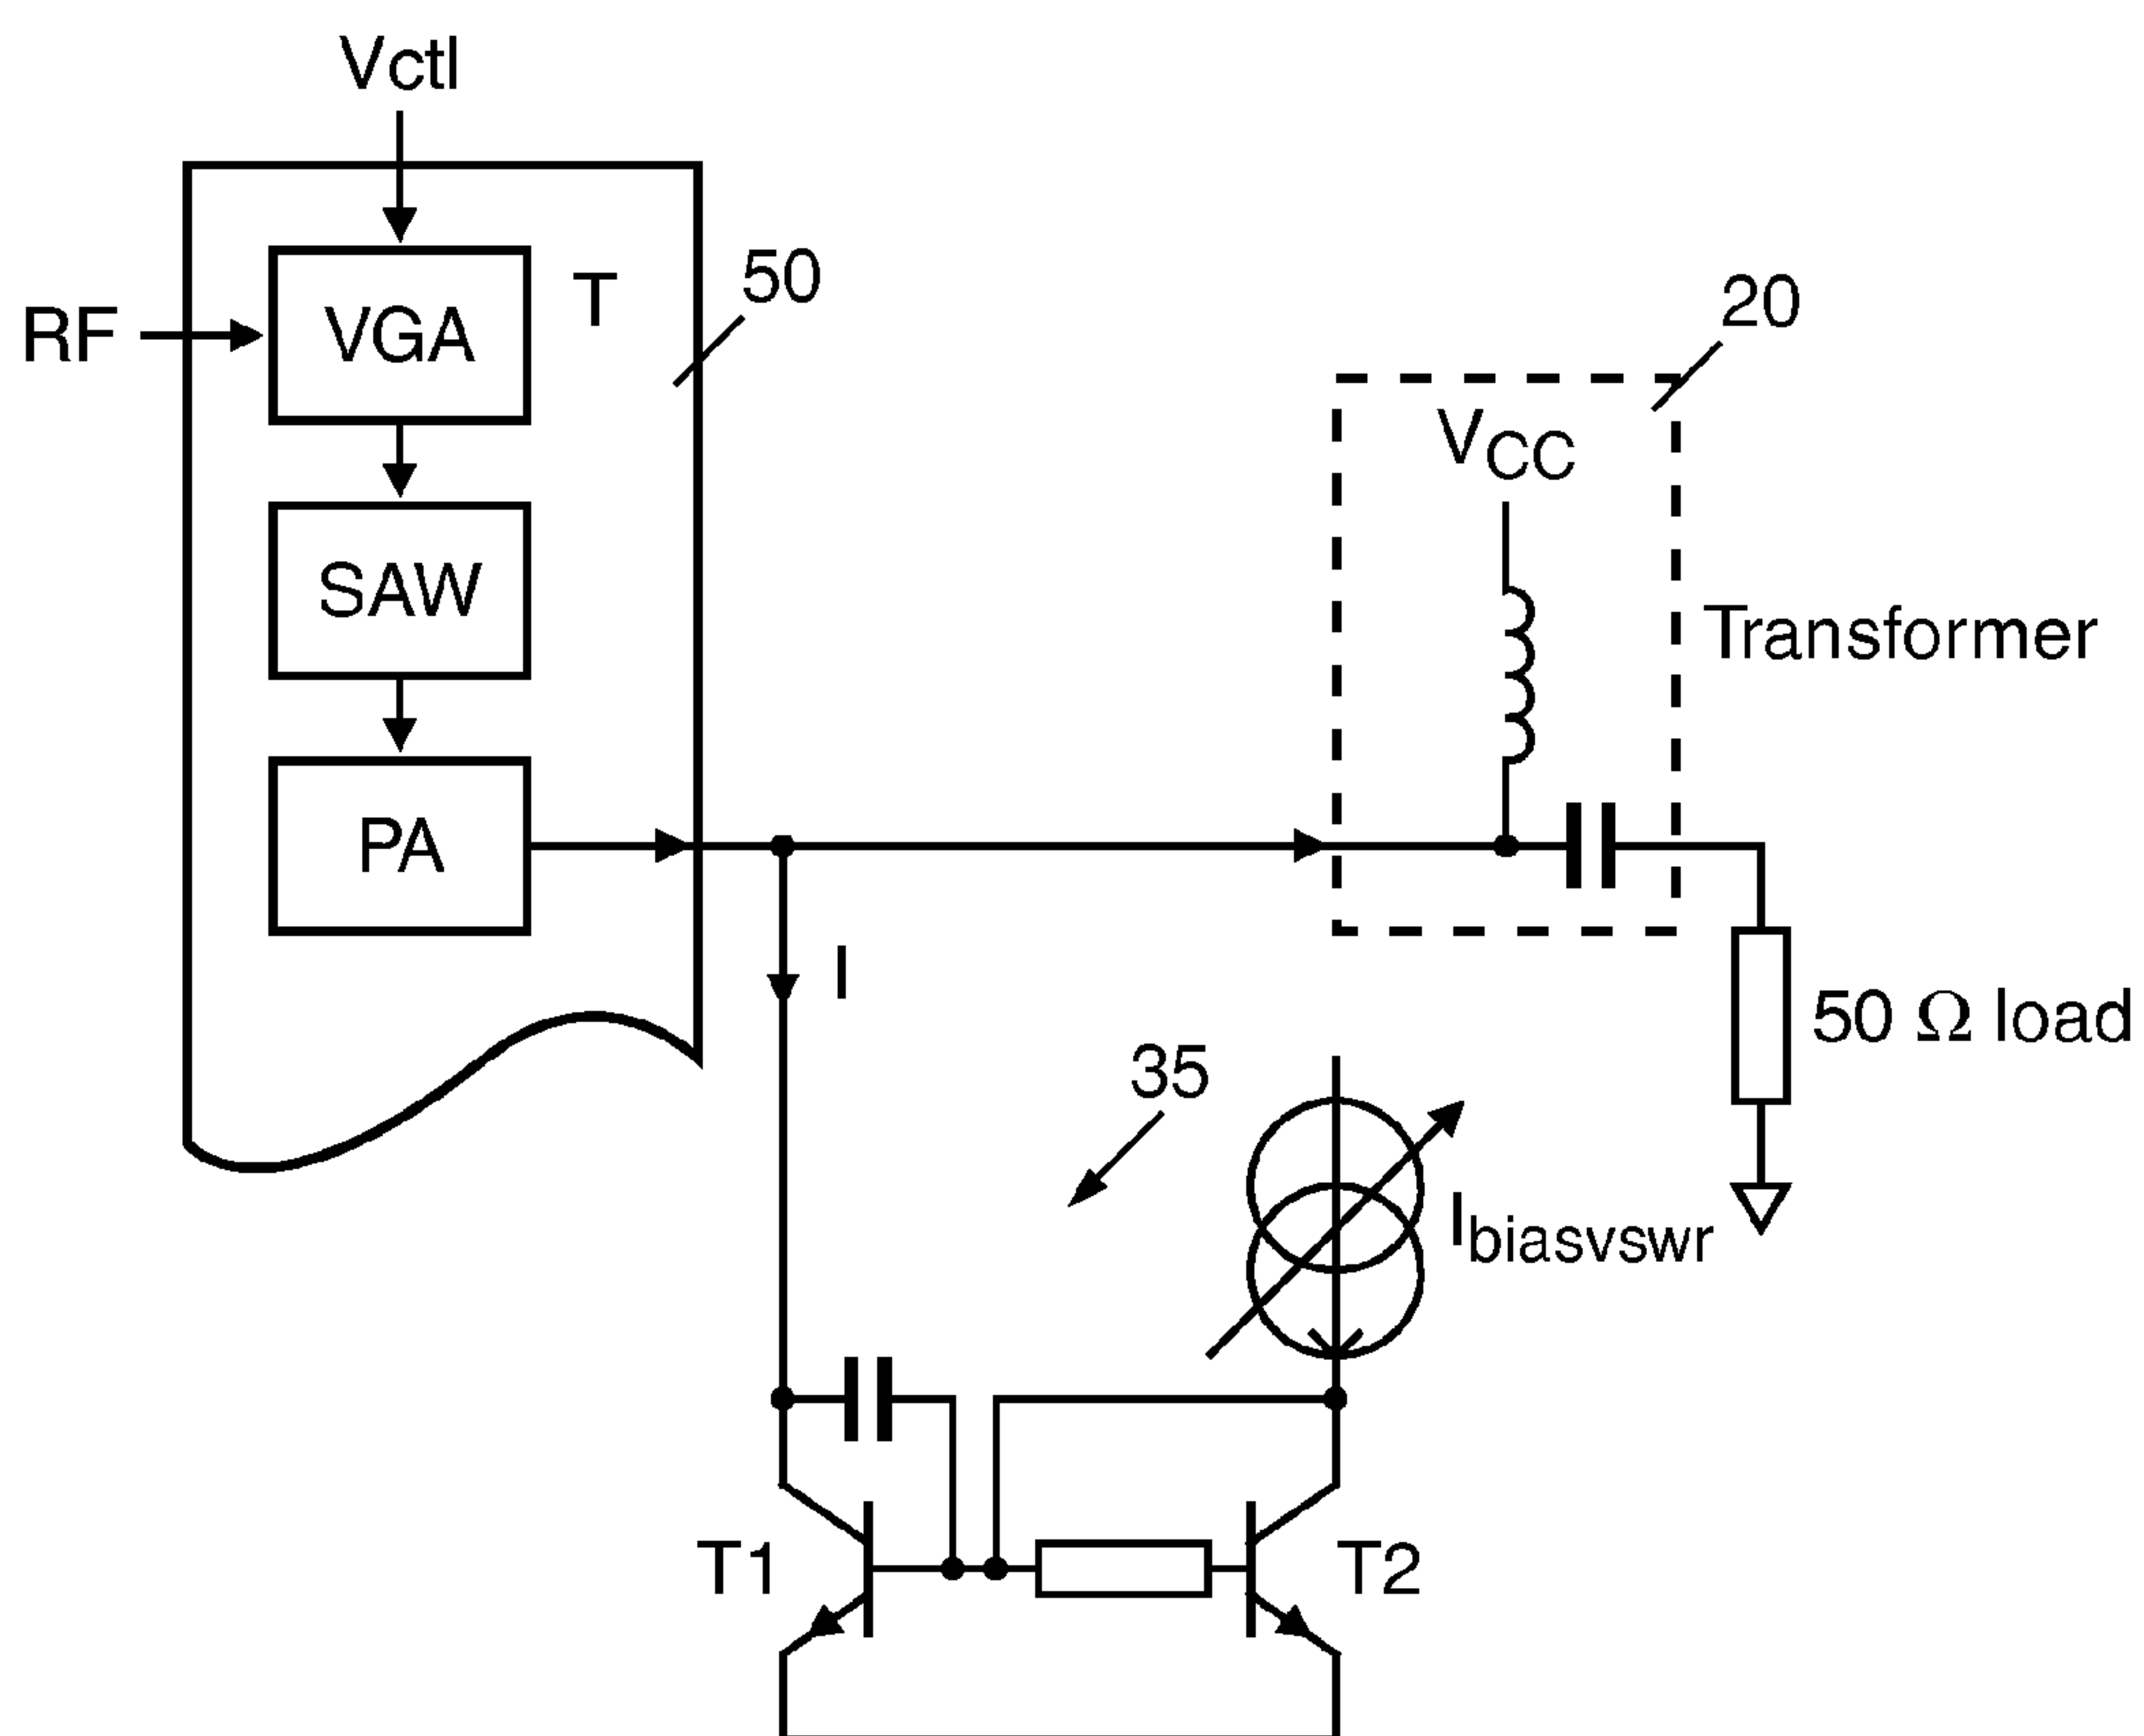 Vctl
RF
VGA
T
50
20
VCC
SAW
Transformer
PA
I
50 Ω load
35
Ibiasvswr
T1
T2